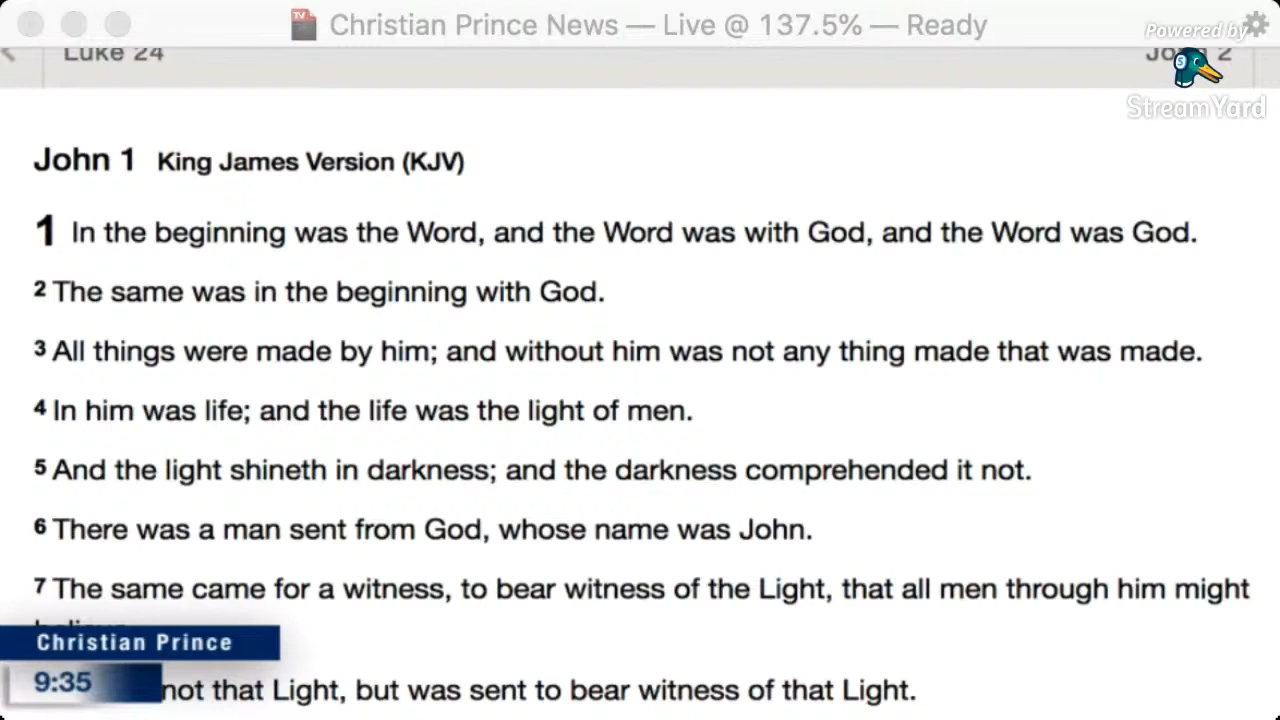 Christian Prince News — Live @ 137.5% — Ready
Powered by
StreamYard
Luke 24
John 2
John 1 King James Version (KJV)
1 In the beginning was the Word, and the Word was with God, and the Word was God.
2 The same was in the beginning with God.
3 All things were made by him; and without him was not any thing made that was made.
4 In him was life; and the life was the light of men.
5 And the light shineth in darkness; and the darkness comprehended it not.
6 There was a man sent from God, whose name was John.
7 The same came for a witness, to bear witness of the Light, that all men through him might
Christian Prince
9:35
not that Light, but was sent to bear witness of that Light.